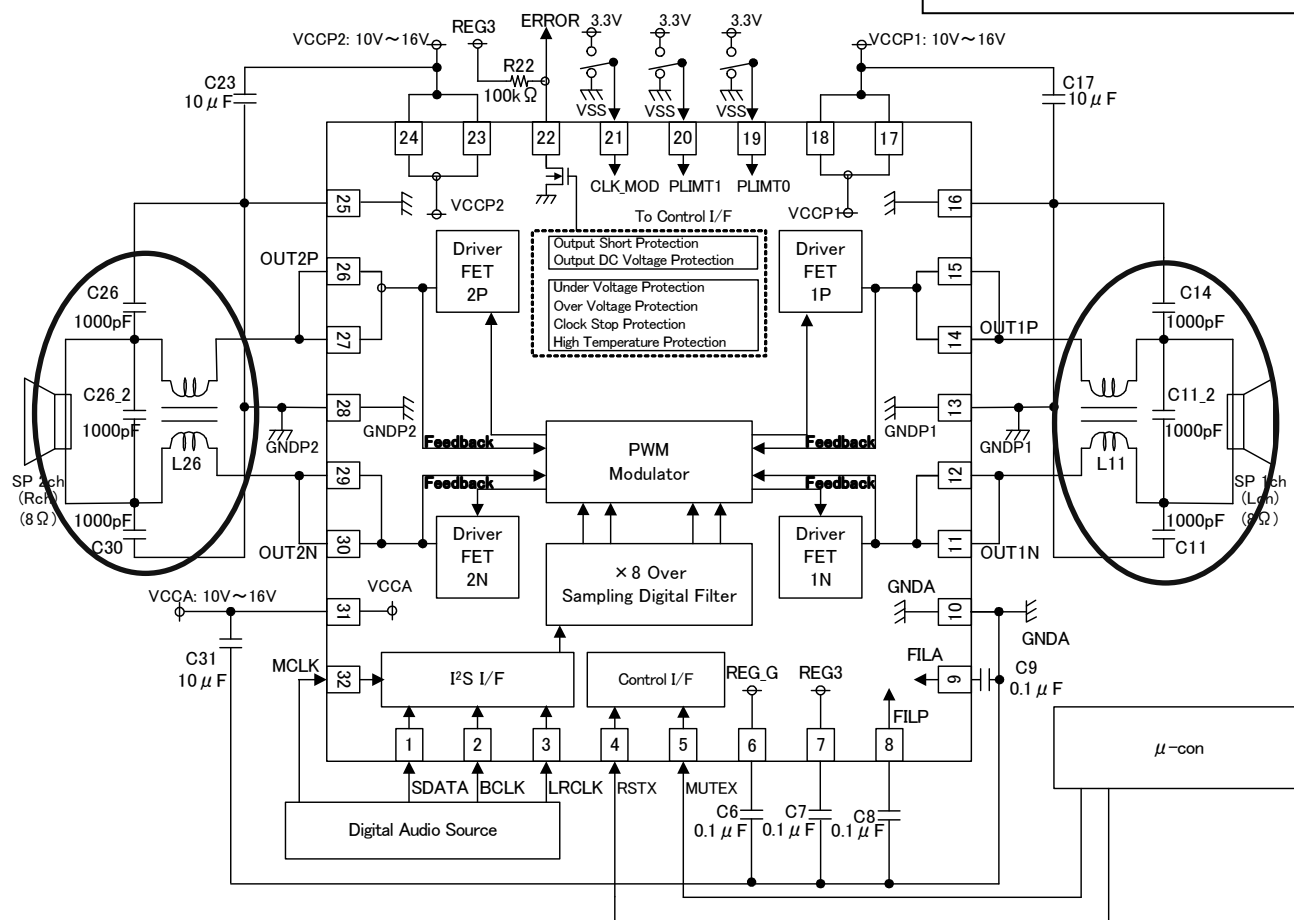 ERROR
3.3V
3.3V
3.3V
REG3
VCCP2: 10V～16V
VCCP1: 10V～16V
R22
100kΩ
C23
10μF
C17
10μF
VSS
VSS
VSS
24
23
22
21
20
19
18
17
CLK_MOD
PLIMT1
PLIMT0
25
VCCP2
To Control I/F
VCCP1
16
Driver
FET
2P
Output Short Protection
Output DC Voltage Protection
Under Voltage Protection
Over Voltage Protection
Clock Stop Protection
High Temperature Protection
Driver
FET
1P
OUT2P
26
15
C26
1000pF
C14
1000pF
27
14
OUT1P
C26_2
1000pF
C11_2
1000pF
28
GNDP2
GNDP2
13
GNDP1
GNDP1
Feedback
Feedback
PWM
Modulator
L26
L11
29
12
Feedback
Feedback
SP 2ch
(Rch)
(8Ω)
SP 1ch
(Lch)
(8Ω)
1000pF
C30
1000pF
C11
OUT2N
30
11
OUT1N
Driver
FET
2N
×8 Over
Sampling Digital Filter
Driver
FET
1N
VCCA: 10V～16V
31
VCCA
GNDA
10
GNDA
C31
10μF
MCLK
32
I²S I/F
Control I/F
REG_G
REG3
FILA
9
C9
0.1μF
FILP
1
2
3
4
5
6
7
8
μ-con
SDATA
BCLK
LRCLK
RSTX
MUTEX
C6
0.1μF
C7
0.1μF
C8
0.1μF
Digital Audio Source